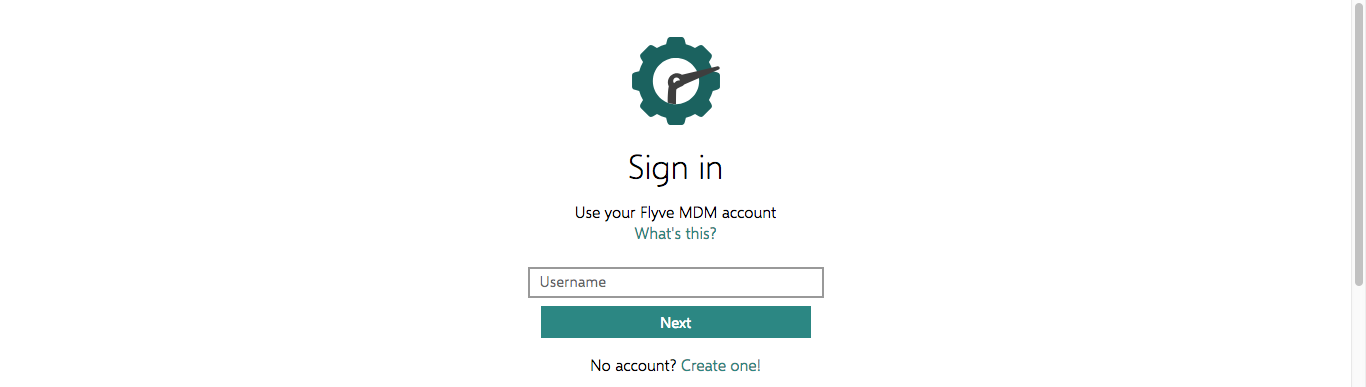 Sign in
Use your Flyve MDM account
What's this?
Username
Next
No account? Create one!